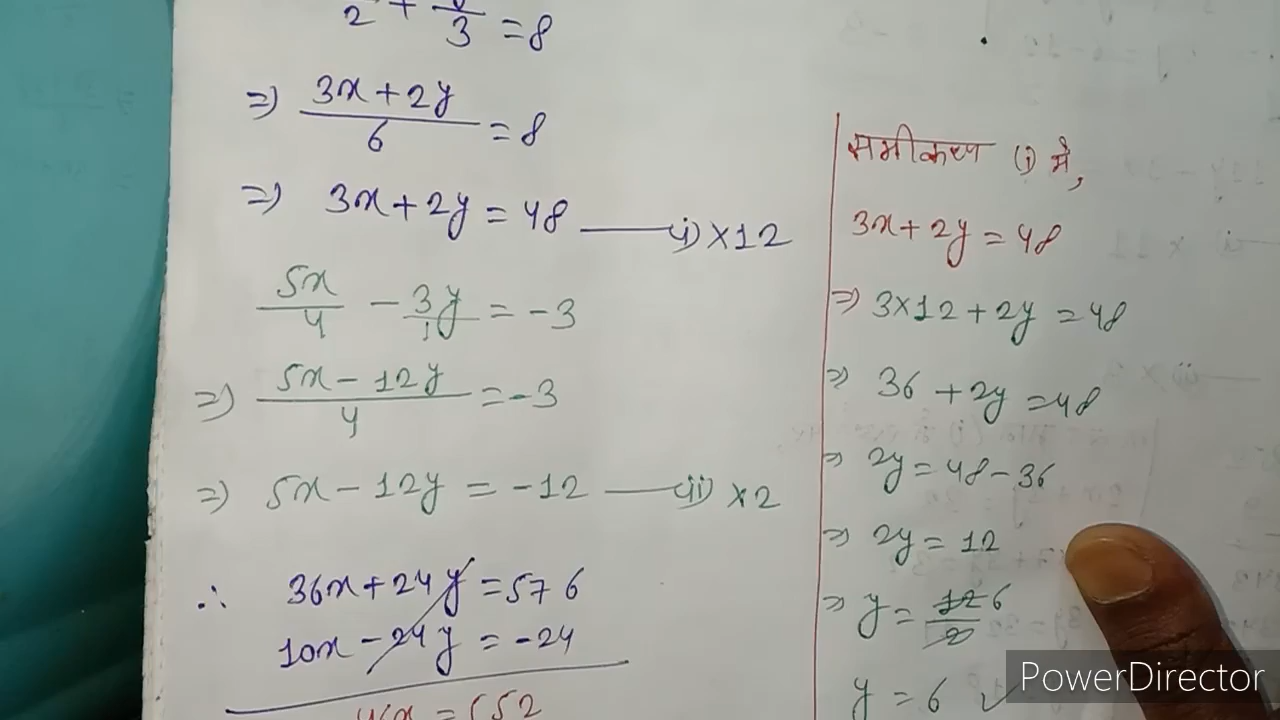 2 + 3 = 8
⇒ 3x + 2y / 6 = 8
⇒ 3x + 2y = 48 —— (i) × 12
5x/4 − 3y/1 = −3
⇒ 5x − 12y / 4 = −3
⇒ 5x − 12y = −12 —— (ii) × 2
∴ 36x + 24y = 576
10x − 24y = −24
= 552
समीकरण (i) मे,
3x + 2y = 48
⇒ 3×12 + 2y = 48
⇒ 36 + 2y = 48
⇒ 2y = 48 − 36
⇒ 2y = 12
⇒ y = 12/2 6
y = 6 ✓
PowerDirector